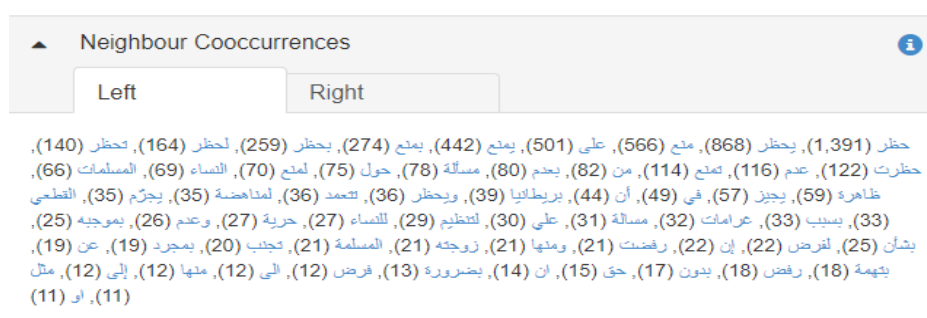 Neighbour Cooccurrences
Left Right
حظر (1,391), يحظر (868), منع (566), على (501), يمنع (442), بمنع (274), بحظر (259), لحظر (164), تحظر (140),
حظرت (122), عدم (116), تمنع (114), من (82), بعدم (80), مسألة (78), حول (75), لمنع (70), النساء (69), المسلمات (66),
ظاهرة (59), يجيز (57), في (49), أن (44), بريطانيا (39), ويحظر (36), تتعمد (36), لمناهضة (35), يجرّم (35), القطعي
(33), بسبب (33), غرامات (32), مسالة (31), علي (30), لتنظيم (29), للنساء (27), حرية (27), وعدم (26), بموجبه (25),
بشأن (25), لفرض (22), إن (22), رفضت (21), ومنها (21), زوجته (21), المسلمة (21), تجنب (20), بمجرد (19), عن (19),
بتهمة (18), رفض (18), بدون (17), حق (15), ان (14), بضرورة (13), فرض (12), الى (12), منها (12), إلى (12), مثل
(11), او (11)